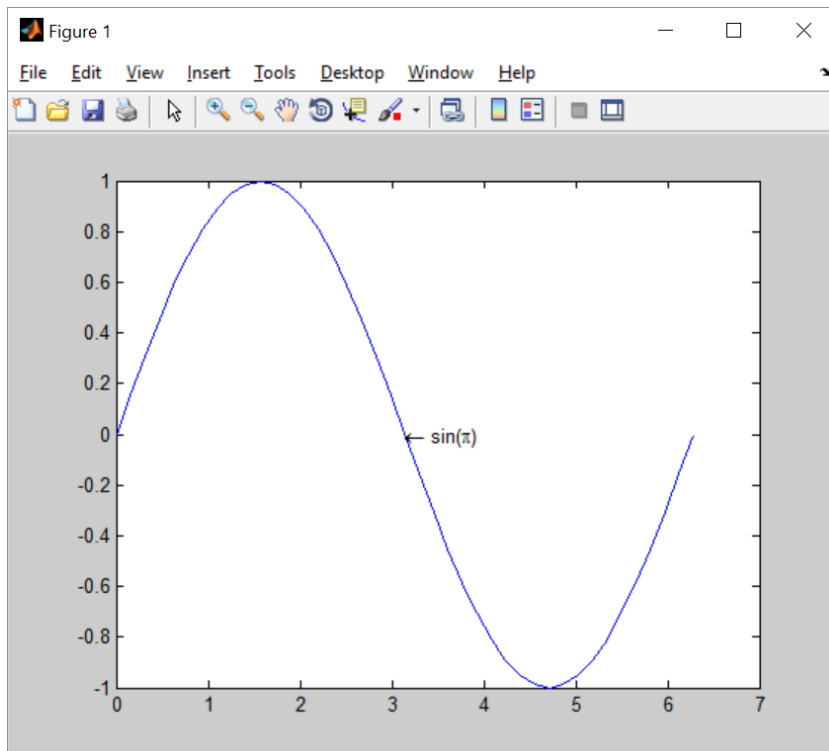 Figure 1
File Edit View Insert Tools Desktop Window Help
1
0.8
0.6
0.4
0.2
0
-0.2
-0.4
-0.6
-0.8
-1
← sin(π)
0 1 2 3 4 5 6 7